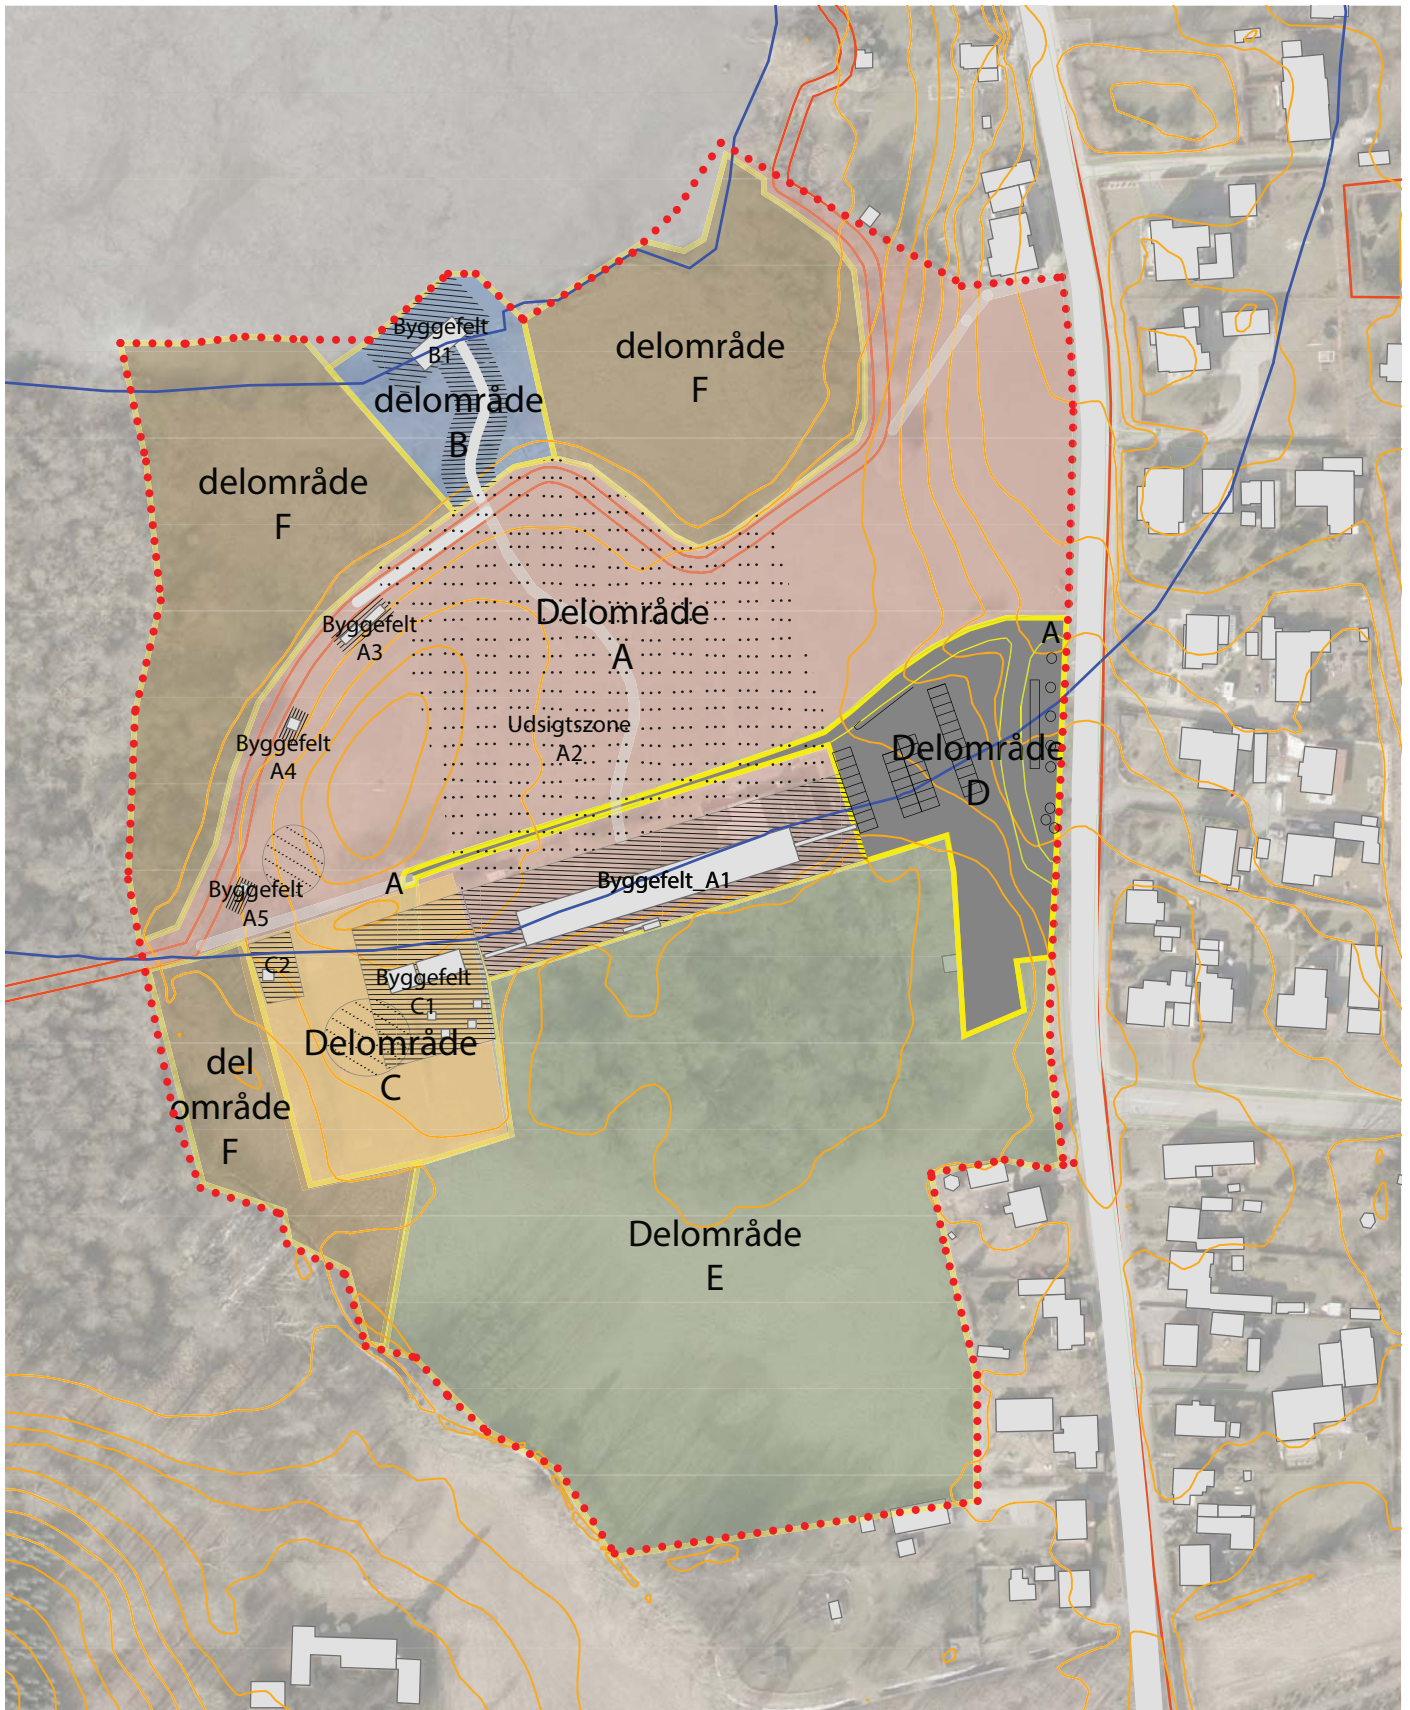 Byggefelt
B1
delområde
F
delområde
B
delområde
F
Byggefelt
A3
Delområde
A
A
Udsigtszone
A2
Byggefelt
A4
Delområde
D
A
Byggefelt_A1
Byggefelt
A5
C2
Byggefelt
C1
Delområde
C
del
område
F
Delområde
E